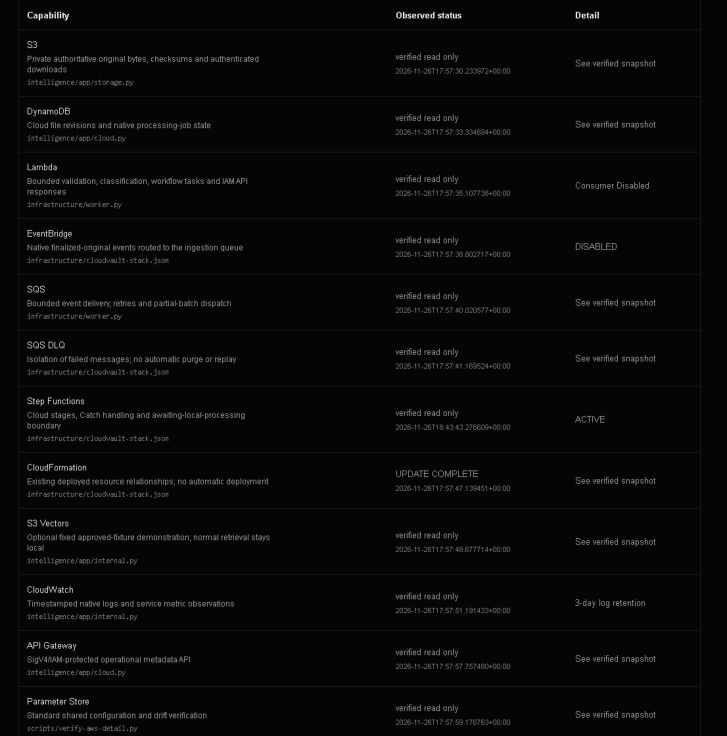 Capability Observed status Detail
S3
Private authoritative original bytes, checksums and authenticated
downloads
intelligence/app/storage.py
verified read only
2026-11-26T17:57:30.233972+00:00
See verified snapshot
DynamoDB
Cloud file revisions and native processing-job state
intelligence/app/cloud.py
verified read only
2026-11-26T17:57:33.334694+00:00
See verified snapshot
Lambda
Bounded validation, classification, workflow tasks and IAM API
responses
infrastructure/worker.py
verified read only
2026-11-26T17:57:35.107738+00:00
Consumer Disabled
EventBridge
Native finalized-original events routed to the ingestion queue
infrastructure/cloudvault-stack.json
verified read only
2026-11-26T17:57:38.802717+00:00
DISABLED
SQS
Bounded event delivery, retries and partial-batch dispatch
infrastructure/worker.py
verified read only
2026-11-26T17:57:40.020577+00:00
See verified snapshot
SQS DLQ
Isolation of failed messages; no automatic purge or replay
infrastructure/cloudvault-stack.json
verified read only
2026-11-26T17:57:41.169524+00:00
See verified snapshot
Step Functions
Cloud stages, Catch handling and awaiting-local-processing
boundary
infrastructure/cloudvault-stack.json
verified read only
2026-11-26T18:43:43.276609+00:00
ACTIVE
CloudFormation
Existing deployed resource relationships; no automatic deployment
infrastructure/cloudvault-stack.json
UPDATE COMPLETE
2026-11-26T17:57:47.139451+00:00
See verified snapshot
S3 Vectors
Optional fixed approved-fixture demonstration; normal retrieval stays
local
intelligence/app/internal.py
verified read only
2026-11-26T17:57:48.677714+00:00
See verified snapshot
CloudWatch
Timestamped native logs and service metric observations
intelligence/app/internal.py
verified read only
2026-11-26T17:57:51.191433+00:00
3-day log retention
API Gateway
SigV4/IAM-protected operational metadata API
intelligence/app/cloud.py
verified read only
2026-11-26T17:57:57.757480+00:00
See verified snapshot
Parameter Store
Standard shared configuration and drift verification
scripts/verify-aws-detail.py
verified read only
2026-11-26T17:57:59.176763+00:00
See verified snapshot